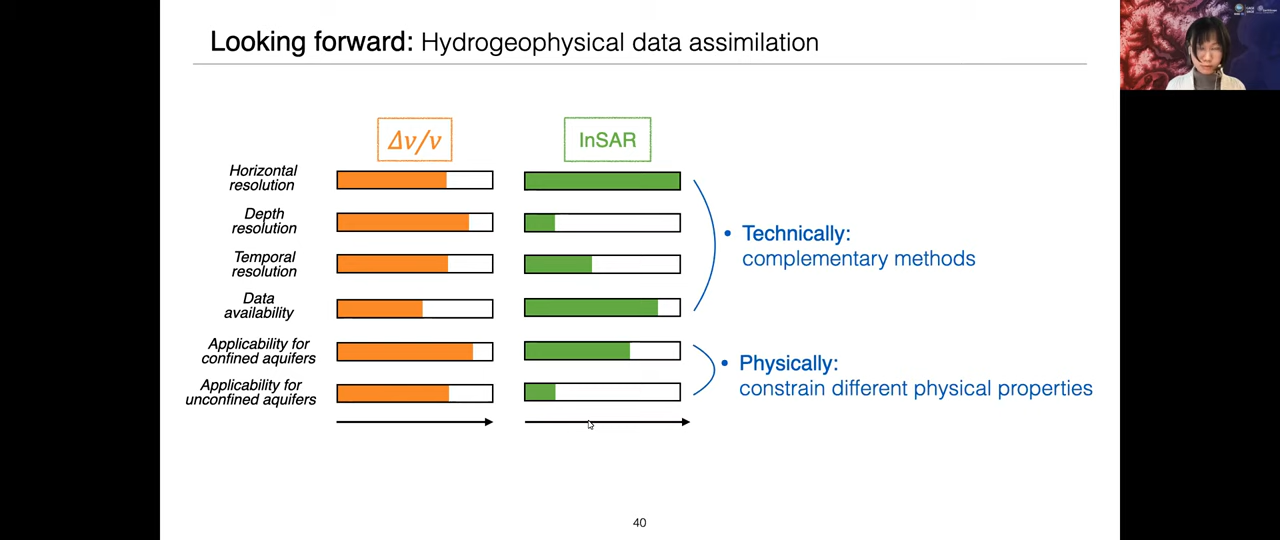 Looking forward: Hydrogeophysical data assimilation
Δv/v
InSAR
Horizontal
resolution
Depth
resolution
Temporal
resolution
Data
availability
Applicability for
confined aquifers
Applicability for
unconfined aquifers
• Technically:
complementary methods
• Physically:
constrain different physical properties
40